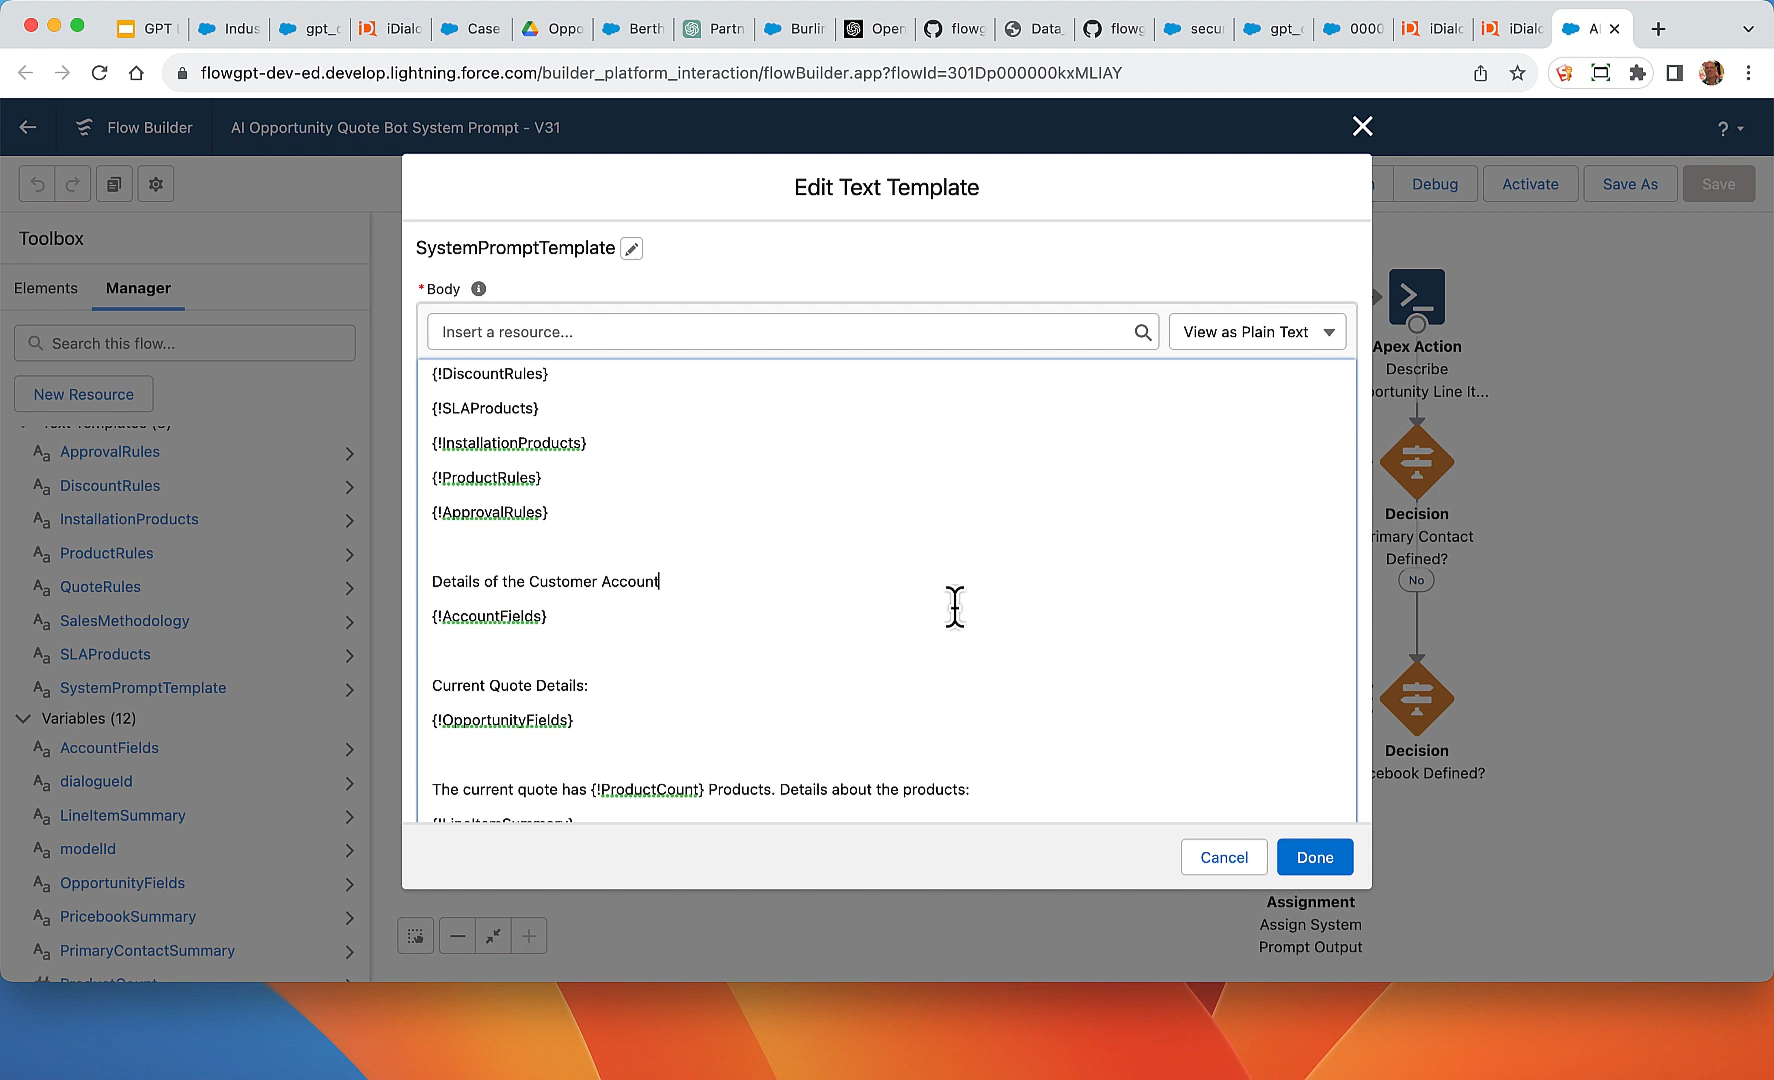 GPT
Indus
gpt_c
iDialo
Case
Oppo
Berth
Partn
Burlin
Open
flowg
Data_
flowg
secur
gpt_c
0000
iDialo
iDialo
AI
flowgpt-dev-ed.develop.lightning.force.com/builder_platform_interaction/flowBuilder.app?flowId=301Dp000000kxMLIAY
Flow Builder
AI Opportunity Quote Bot System Prompt - V31
?
Debug
Activate
Save As
Save
Toolbox
Elements
Manager
Search this flow...
New Resource
ApprovalRules
DiscountRules
InstallationProducts
ProductRules
QuoteRules
SalesMethodology
SLAProducts
SystemPromptTemplate
Variables (12)
AccountFields
dialogueId
LineItemSummary
modelId
OpportunityFields
PricebookSummary
PrimaryContactSummary
Edit Text Template
SystemPromptTemplate
*Body
Insert a resource...
View as Plain Text
{!DiscountRules}
{!SLAProducts}
{!InstallationProducts}
{!ProductRules}
{!ApprovalRules}
Details of the Customer Account
{!AccountFields}
Current Quote Details:
{!OpportunityFields}
The current quote has {!ProductCount} Products. Details about the products:
{!LineItemSummary}
Cancel
Done
Apex Action
Describe
ortunity Line It...
Decision
rimary Contact
Defined?
No
Decision
cebook Defined?
Assignment
Assign System
Prompt Output